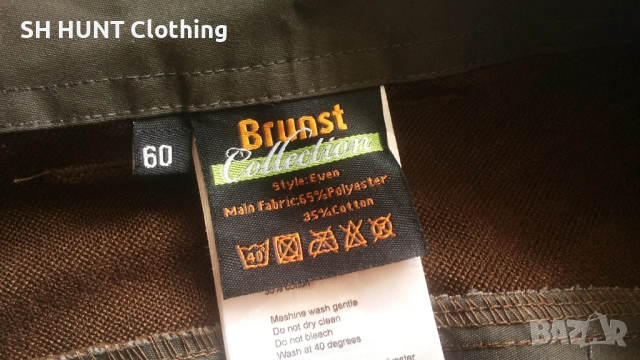 SH HUNT Clothing
60
Brunst
Collection
Style:Even
Main Fabric:65%Polyester
35%Cotton
40
Mashine wash gentle
Do not dry clean
Do not bleach
Wash at 40 degrees
BAZAR